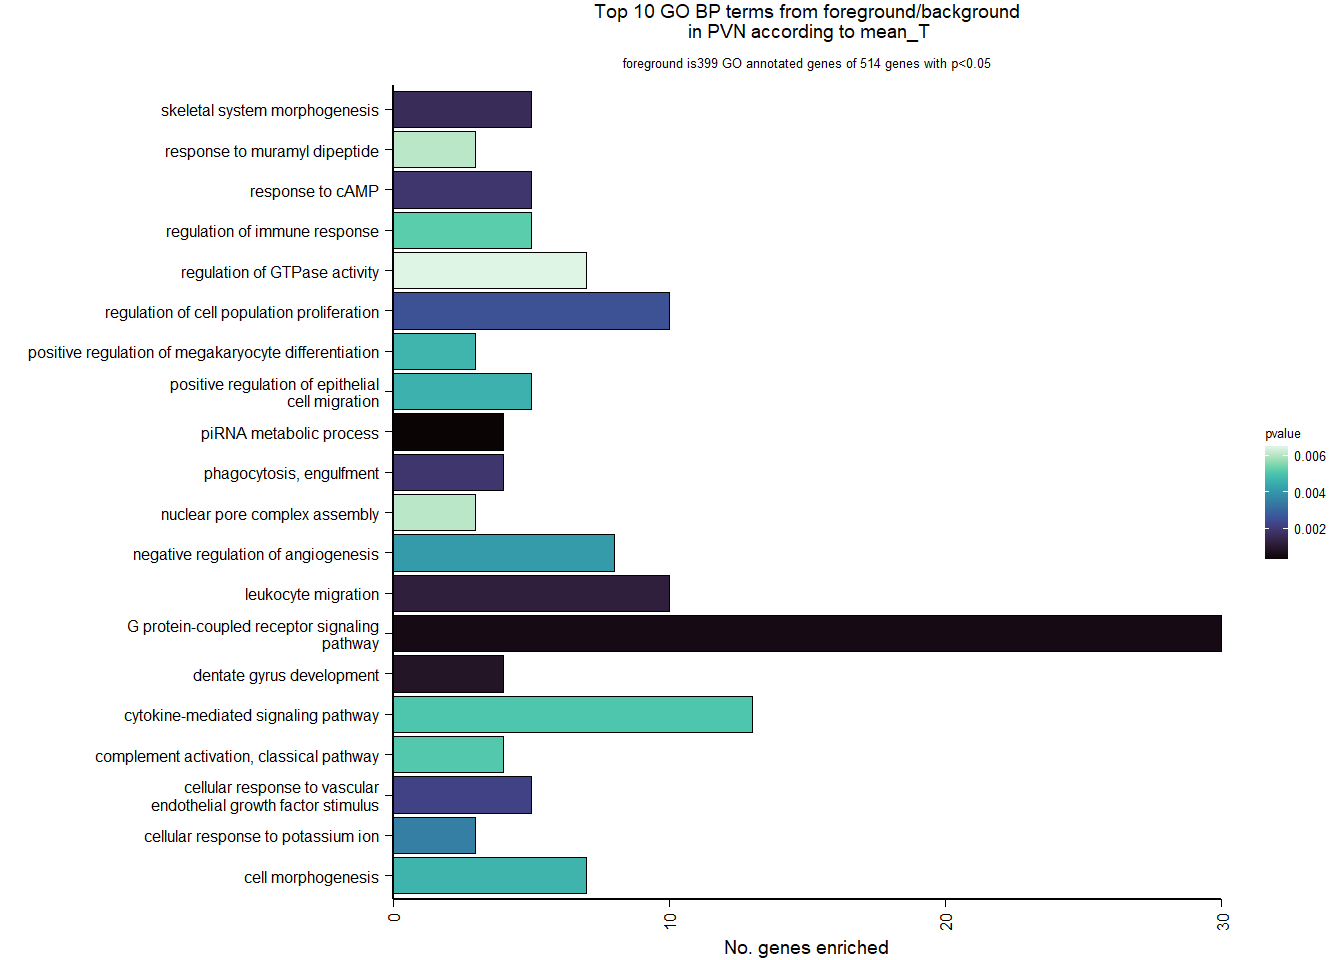 Top 10 GO BP terms from foreground/background
in PVN according to mean_T
foreground is399 GO annotated genes of 514 genes with p<0.05
skeletal system morphogenesis
response to muramyl dipeptide
response to cAMP
regulation of immune response
regulation of GTPase activity
regulation of cell population proliferation
positive regulation of megakaryocyte differentiation
positive regulation of epithelial
cell migration
piRNA metabolic process
phagocytosis, engulfment
nuclear pore complex assembly
negative regulation of angiogenesis
leukocyte migration
G protein-coupled receptor signaling
pathway
dentate gyrus development
cytokine-mediated signaling pathway
complement activation, classical pathway
cellular response to vascular
endothelial growth factor stimulus
cellular response to potassium ion
cell morphogenesis
0
10
20
30
No. genes enriched
pvalue
0.006
0.004
0.002